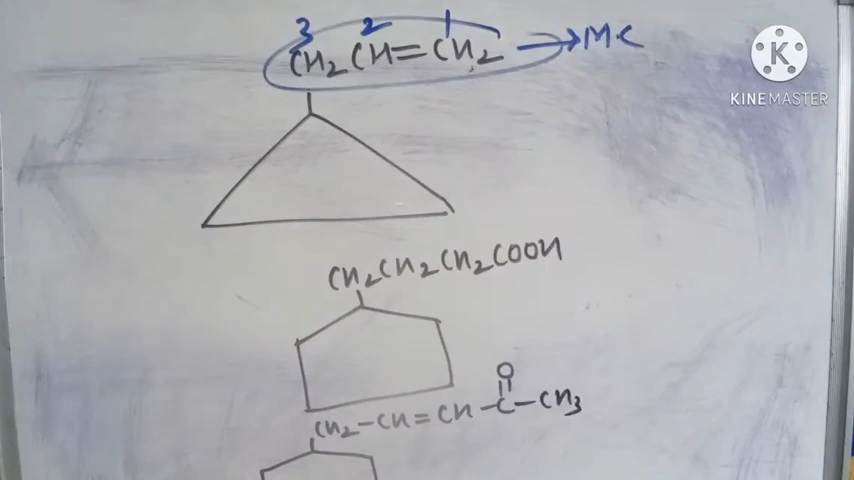 3 2 1
CH₂CH=CH₂ → MC
KINEMASTER
CH₂CH₂CH₂COOH
O
CH₂-CH=CH-C-CH₃